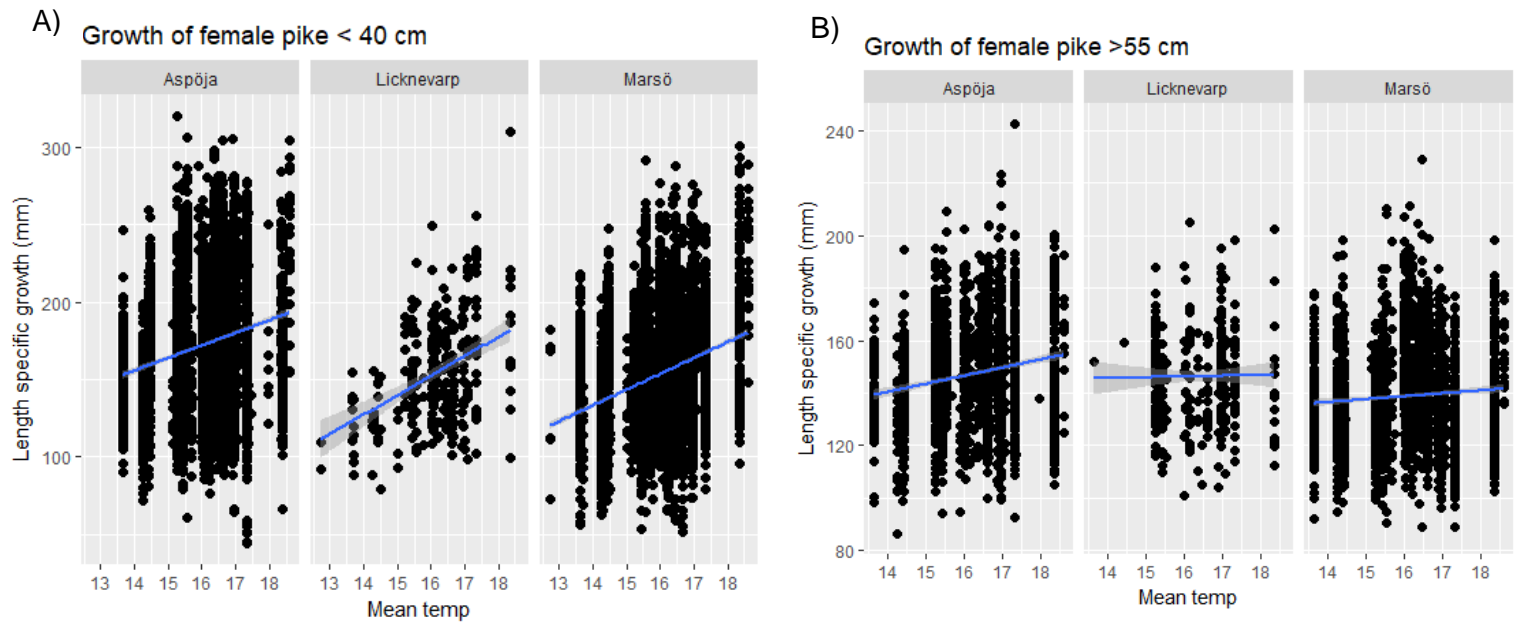 A)
Growth of female pike < 40 cm
Aspöja Licknevarp Marsö
Length specific growth (mm)
300
200
100
13 14 15 16 17 18 13 14 15 16 17 18 13 14 15 16 17 18
Mean temp
B)
Growth of female pike >55 cm
Aspöja Licknevarp Marsö
Length specific growth (mm)
240
200
160
120
80
14 15 16 17 18 14 15 16 17 18 14 15 16 17 18
Mean temp